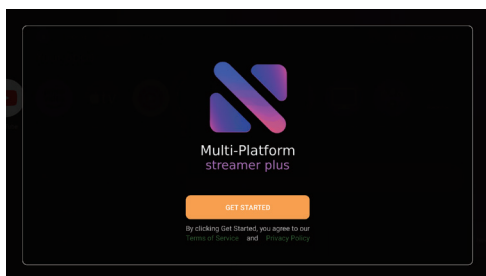 Multi-Platform
streamer plus
GET STARTED
By clicking Get Started, you agree to our
Terms of Service and Privacy Policy